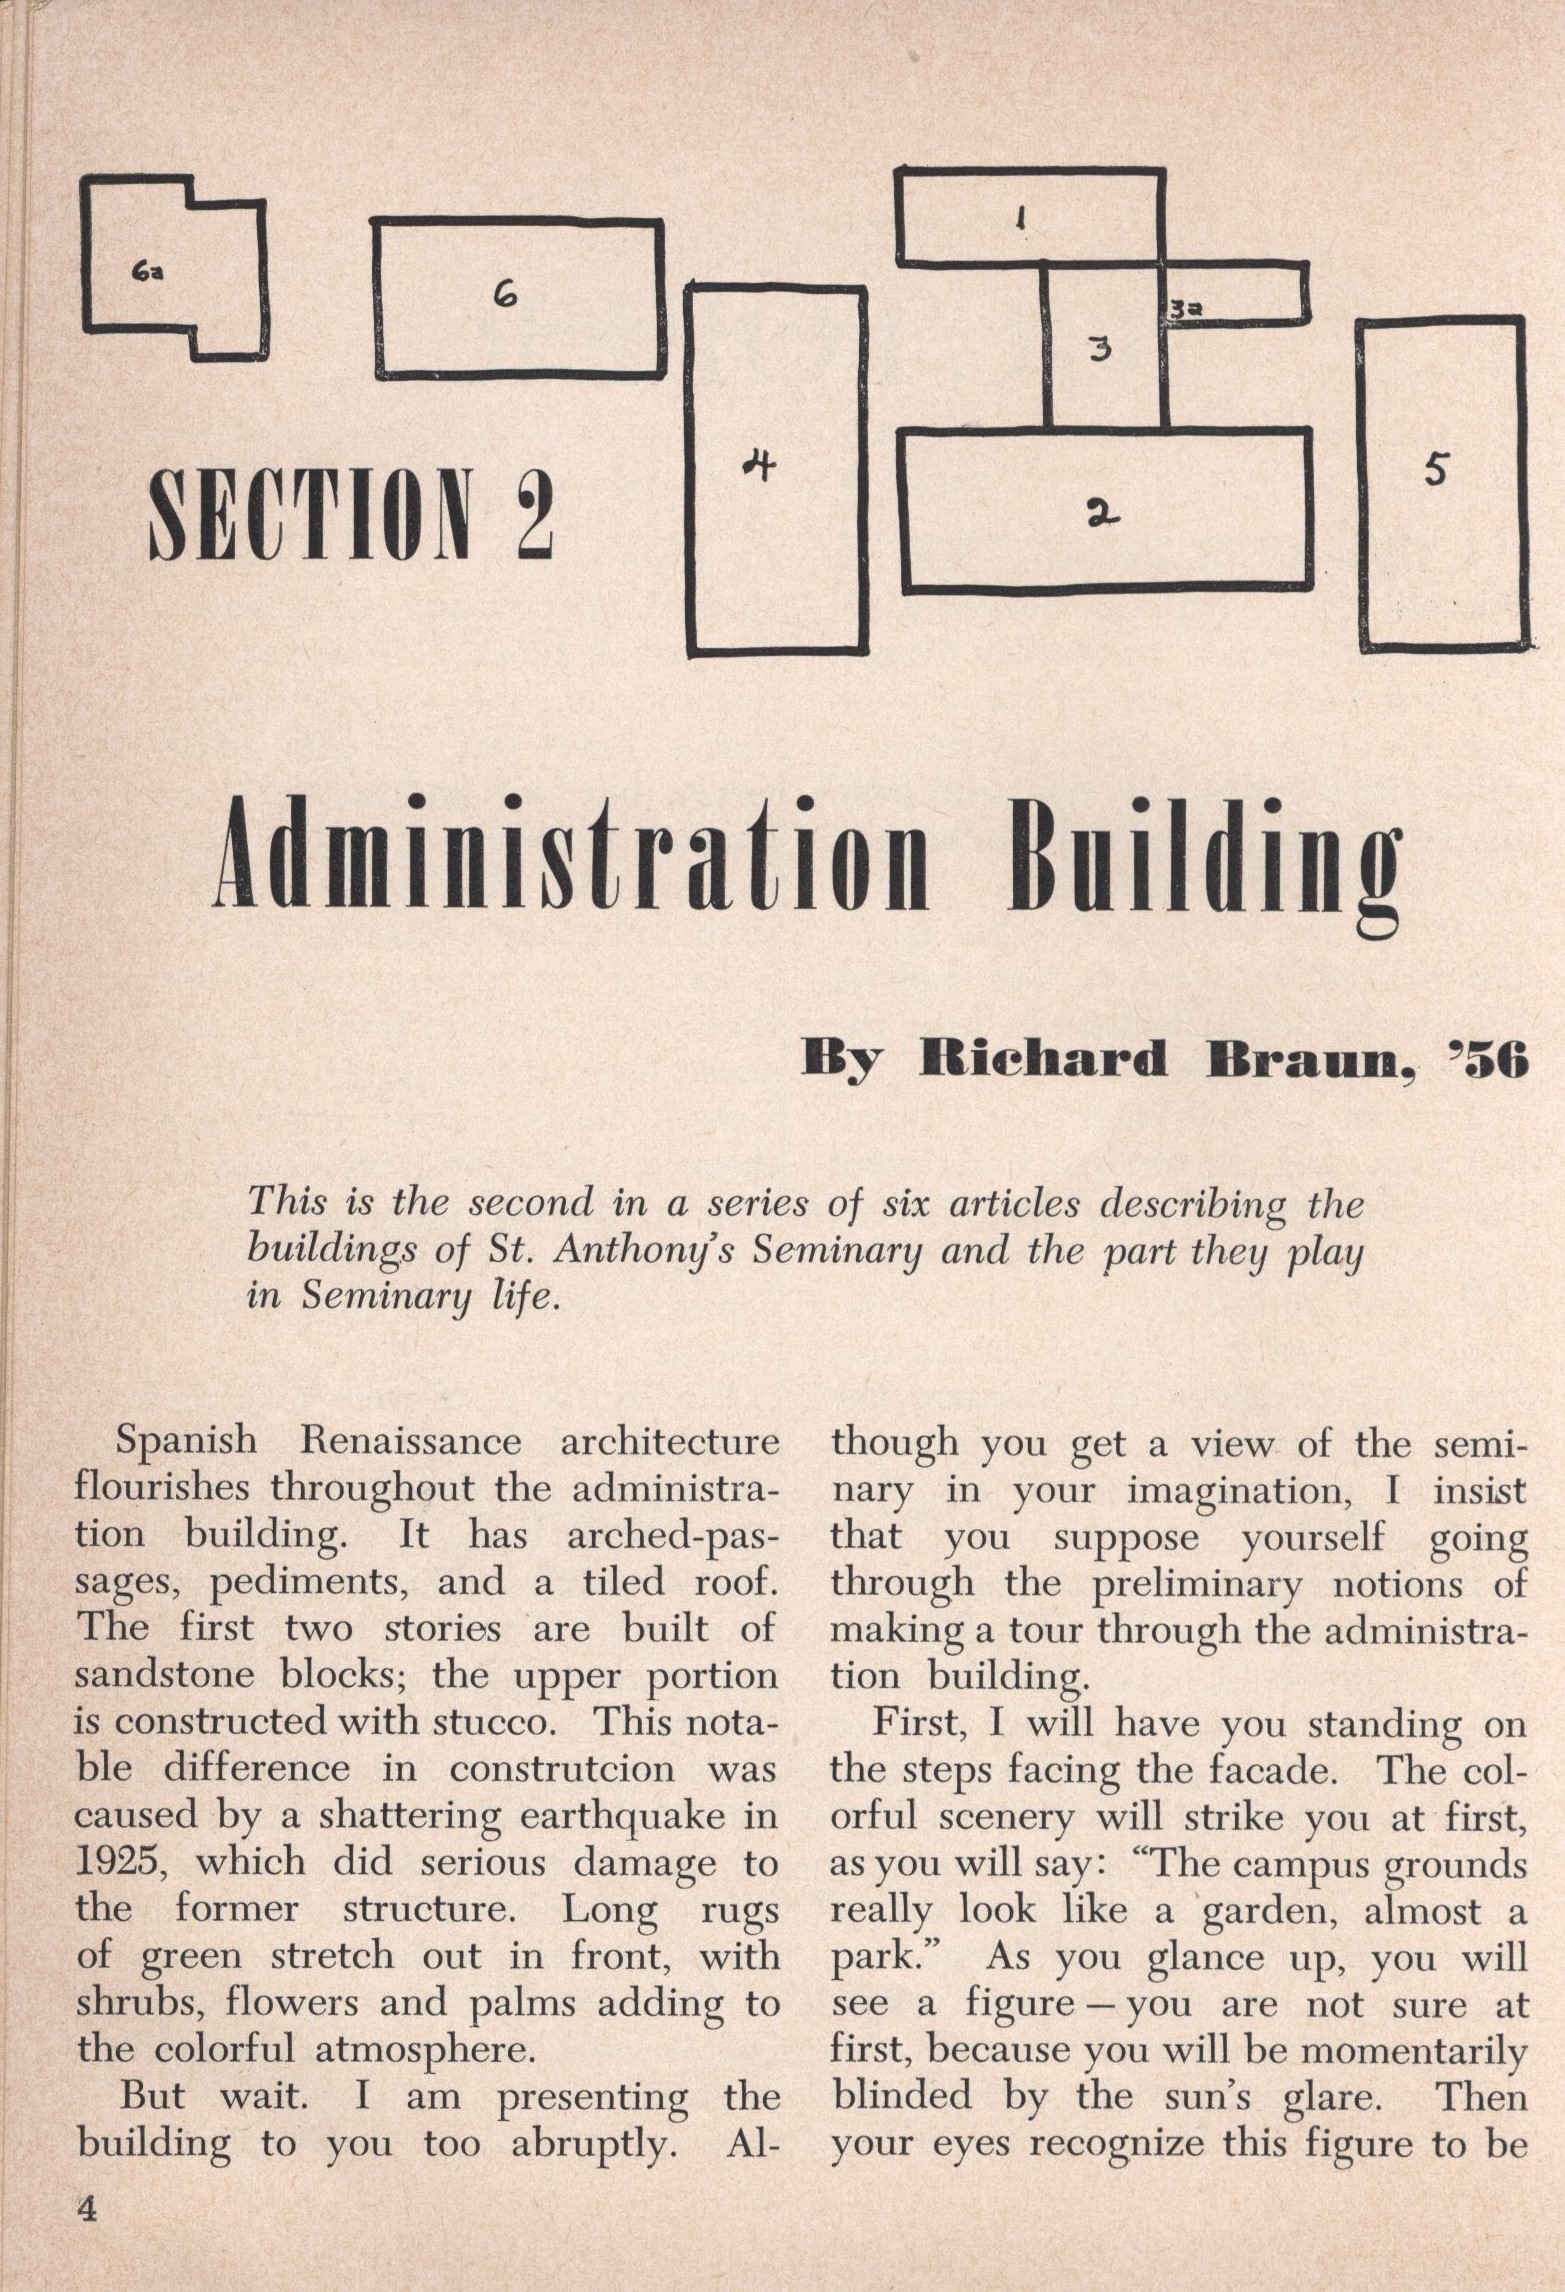 6a
6
1
3a
3
4
2
5
SECTION 2
Administration Building
By Richard Braun, '56
This is the second in a series of six articles describing the
buildings of St. Anthony's Seminary and the part they play
in Seminary life.
Spanish Renaissance architecture
flourishes throughout the administra-
tion building. It has arched-pas-
sages, pediments, and a tiled roof.
The first two stories are built of
sandstone blocks; the upper portion
is constructed with stucco. This nota-
ble difference in construtcion was
caused by a shattering earthquake in
1925, which did serious damage to
the former structure. Long rugs
of green stretch out in front, with
shrubs, flowers and palms adding to
the colorful atmosphere.
But wait. I am presenting the
building to you too abruptly. Al-
though you get a view of the semi-
nary in your imagination, I insist
that you suppose yourself going
through the preliminary notions of
making a tour through the administra-
tion building.
First, I will have you standing on
the steps facing the facade. The col-
orful scenery will strike you at first,
as you will say: "The campus grounds
really look like a garden, almost a
park." As you glance up, you will
see a figure — you are not sure at
first, because you will be momentarily
blinded by the sun's glare. Then
your eyes recognize this figure to be
4